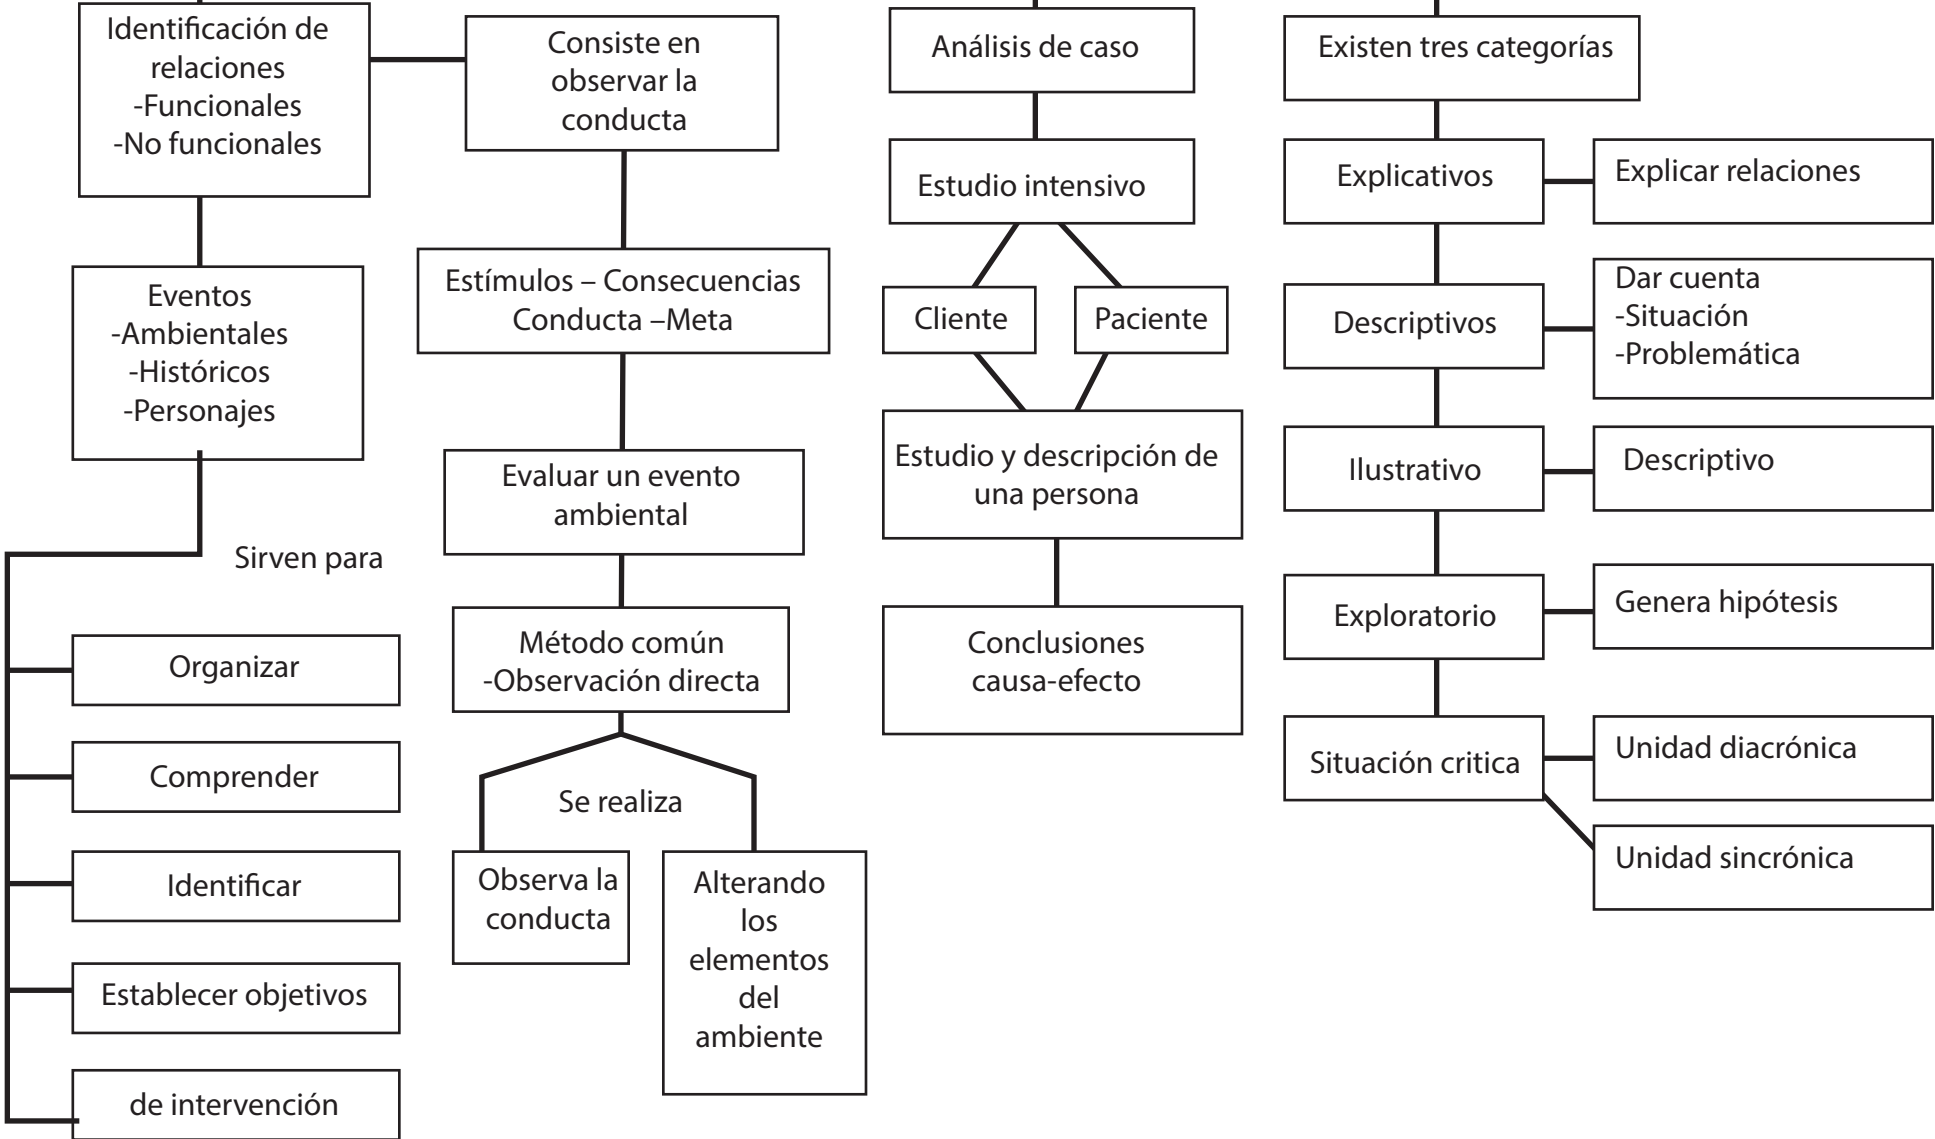 Identificación de
relaciones
-Funcionales
-No funcionales
Eventos
-Ambientales
-Históricos
-Personajes
Sirven para
Organizar
Comprender
Identificar
Establecer objetivos
de intervención
Consiste en
observar la
conducta
Estímulos – Consecuencias
Conducta –Meta
Evaluar un evento
ambiental
Método común
-Observación directa
Se realiza
Observa la
conducta
Alterando
los
elementos
del
ambiente
Análisis de caso
Estudio intensivo
Cliente
Paciente
Estudio y descripción de
una persona
Conclusiones
causa-efecto
Existen tres categorías
Explicativos
Explicar relaciones
Descriptivos
Dar cuenta
-Situación
-Problemática
Ilustrativo
Descriptivo
Exploratorio
Genera hipótesis
Situación critica
Unidad diacrónica
Unidad sincrónica